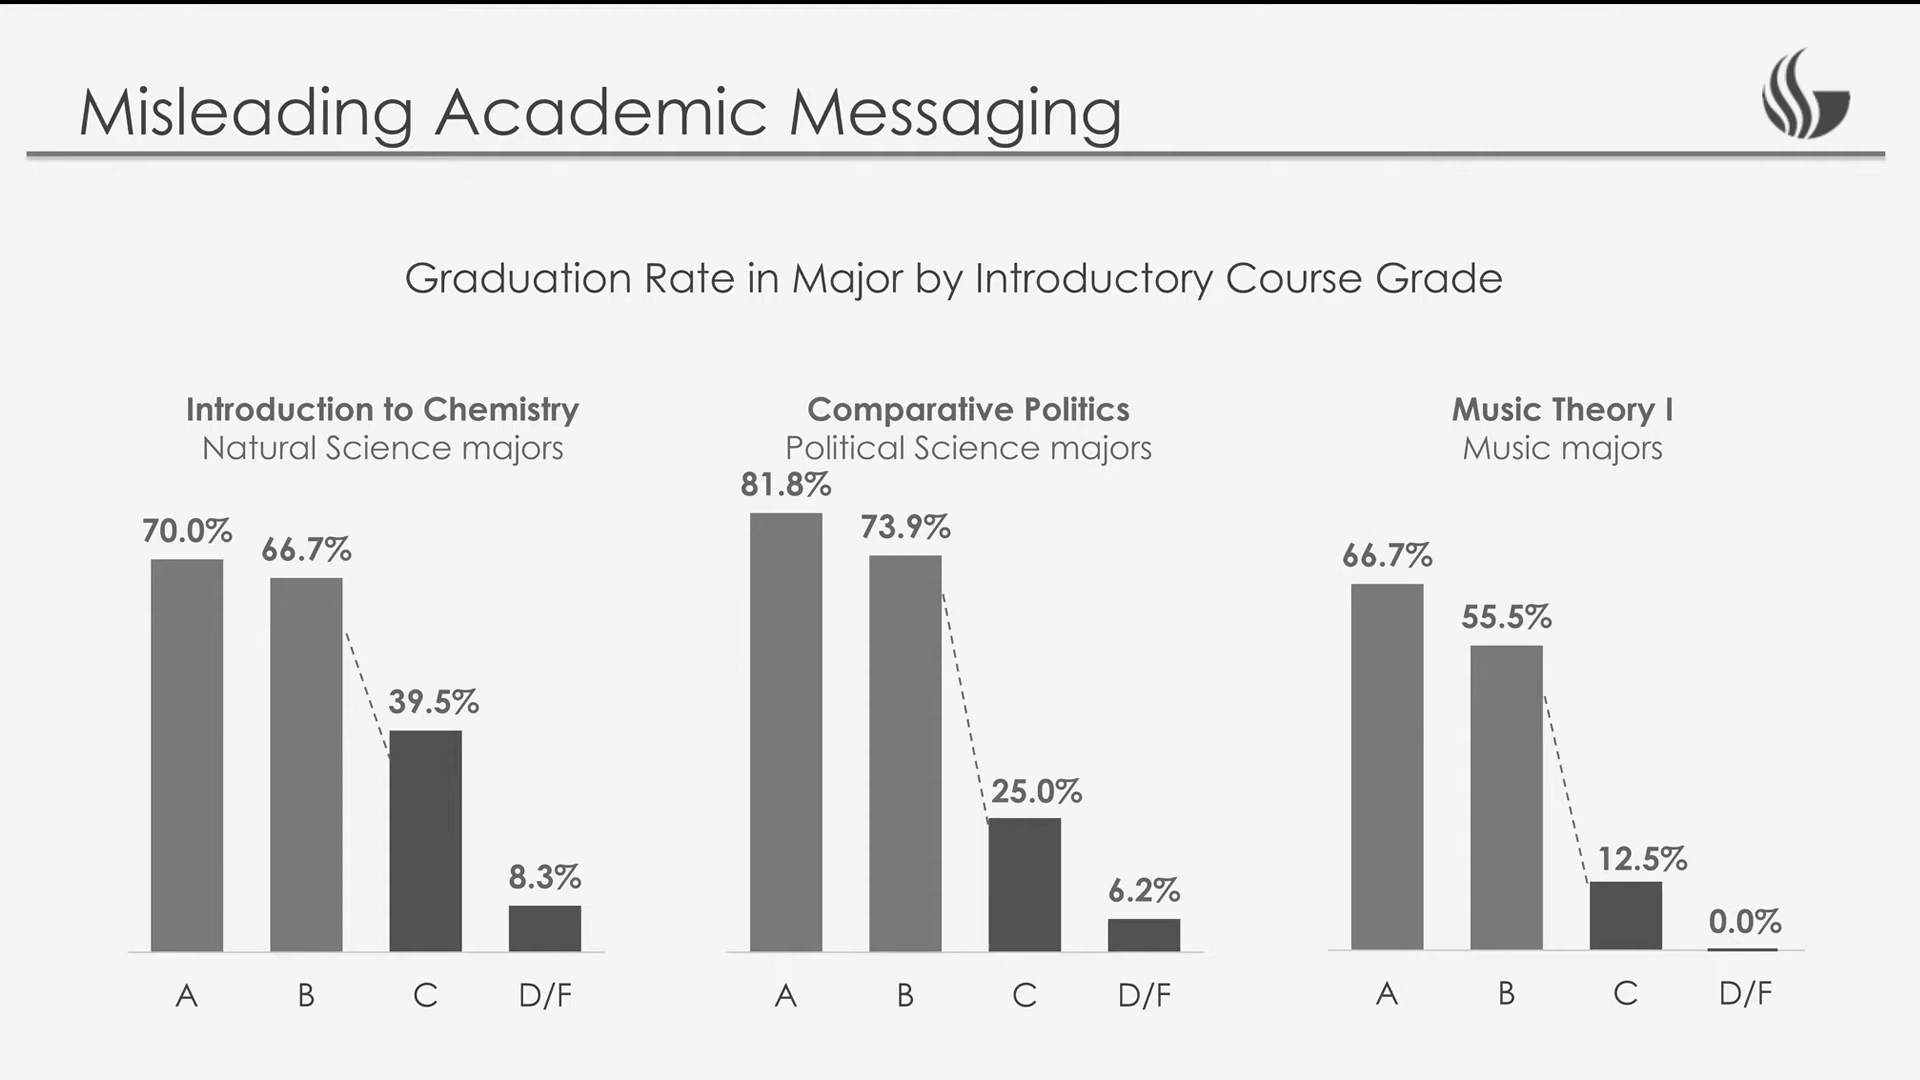 Misleading Academic Messaging
Graduation Rate in Major by Introductory Course Grade
Introduction to Chemistry
Natural Science majors
70.0%
66.7%
39.5%
8.3%
A B C D/F
Comparative Politics
Political Science majors
81.8%
73.9%
25.0%
6.2%
A B C D/F
Music Theory I
Music majors
66.7%
55.5%
12.5%
0.0%
A B C D/F